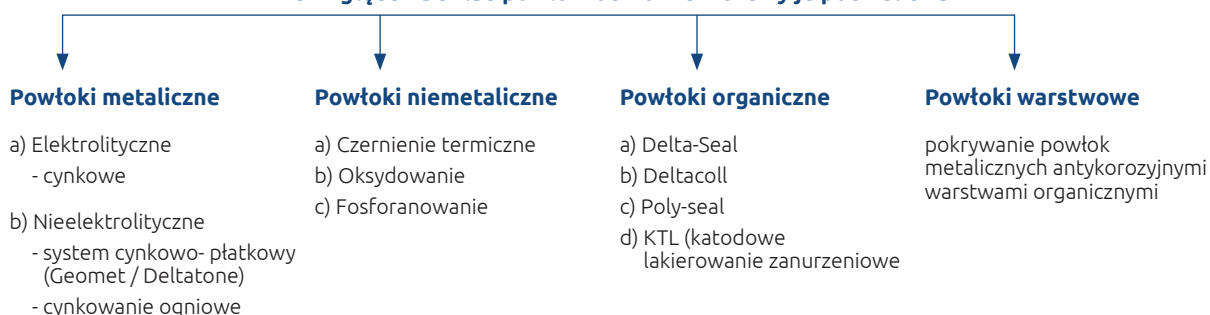 Powłoki metaliczne
a) Elektrolityczne
- cynkowe
b) Nieelektrolityczne
- system cynkowo- płatkowy
(Geomet / Deltatone)
- cynkowanie ogniowe
Powłoki niemetaliczne
a) Czernienie termiczne
b) Oksydowanie
c) Fosforanowanie
Powłoki organiczne
a) Delta-Seal
b) Deltacoll
c) Poly-seal
d) KTL (katodowe
lakierowanie zanurzeniowe
Powłoki warstwowe
pokrywanie powłok
metalicznych antykorozyjnymi
warstwami organicznymi